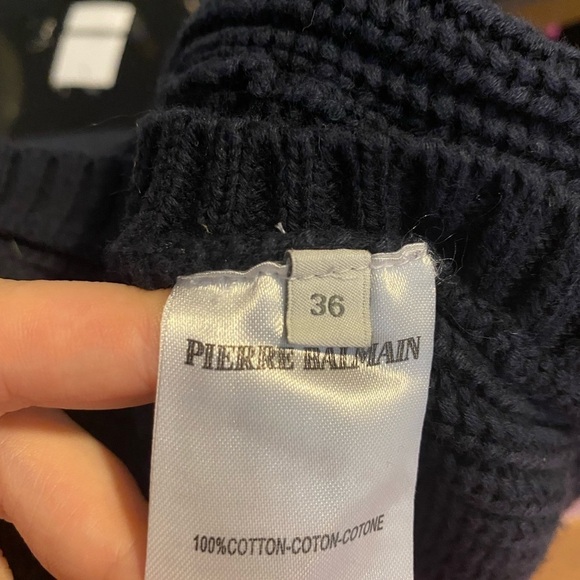 36
PIERRE BALMAIN
100%COTTON-COTON-COTONE